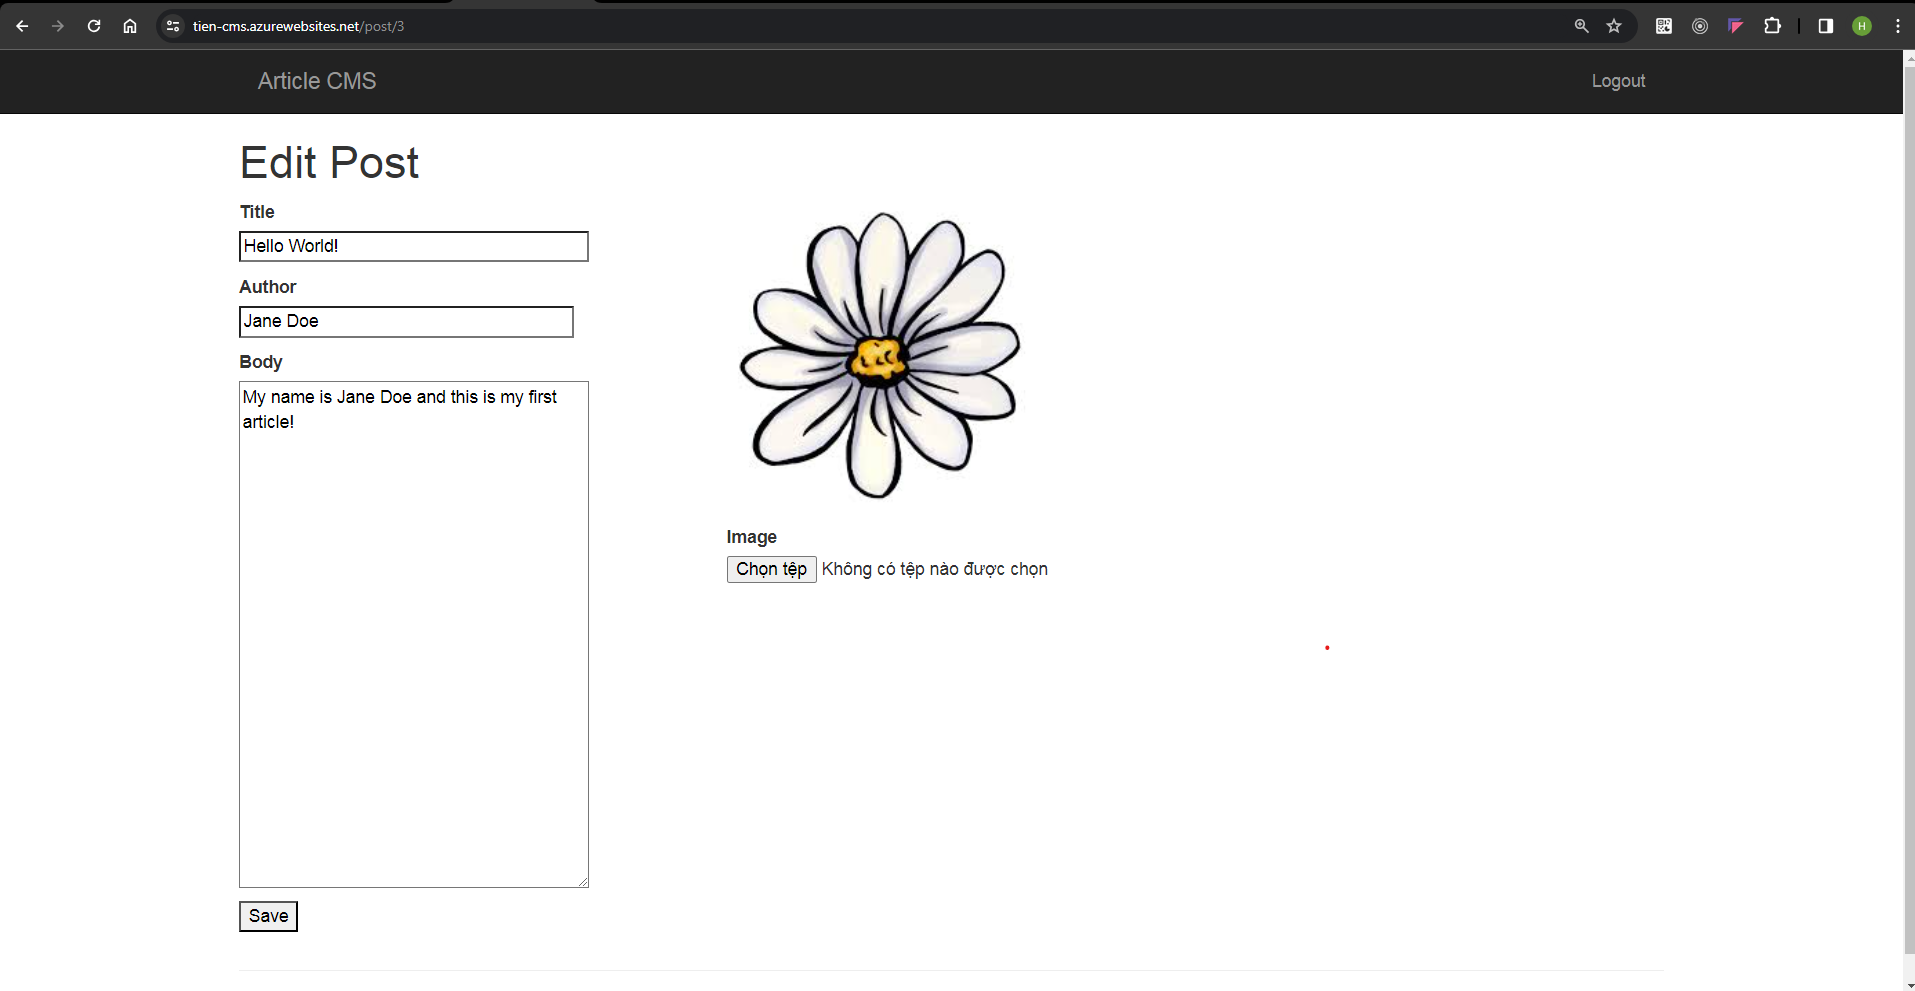 tien-cms.azurewebsites.net/post/3
H
Article CMS
Logout
Edit Post
Title
Hello World!
Author
Jane Doe
Body
My name is Jane Doe and this is my first
article!
Image
Chọn tệp Không có tệp nào được chọn
Save